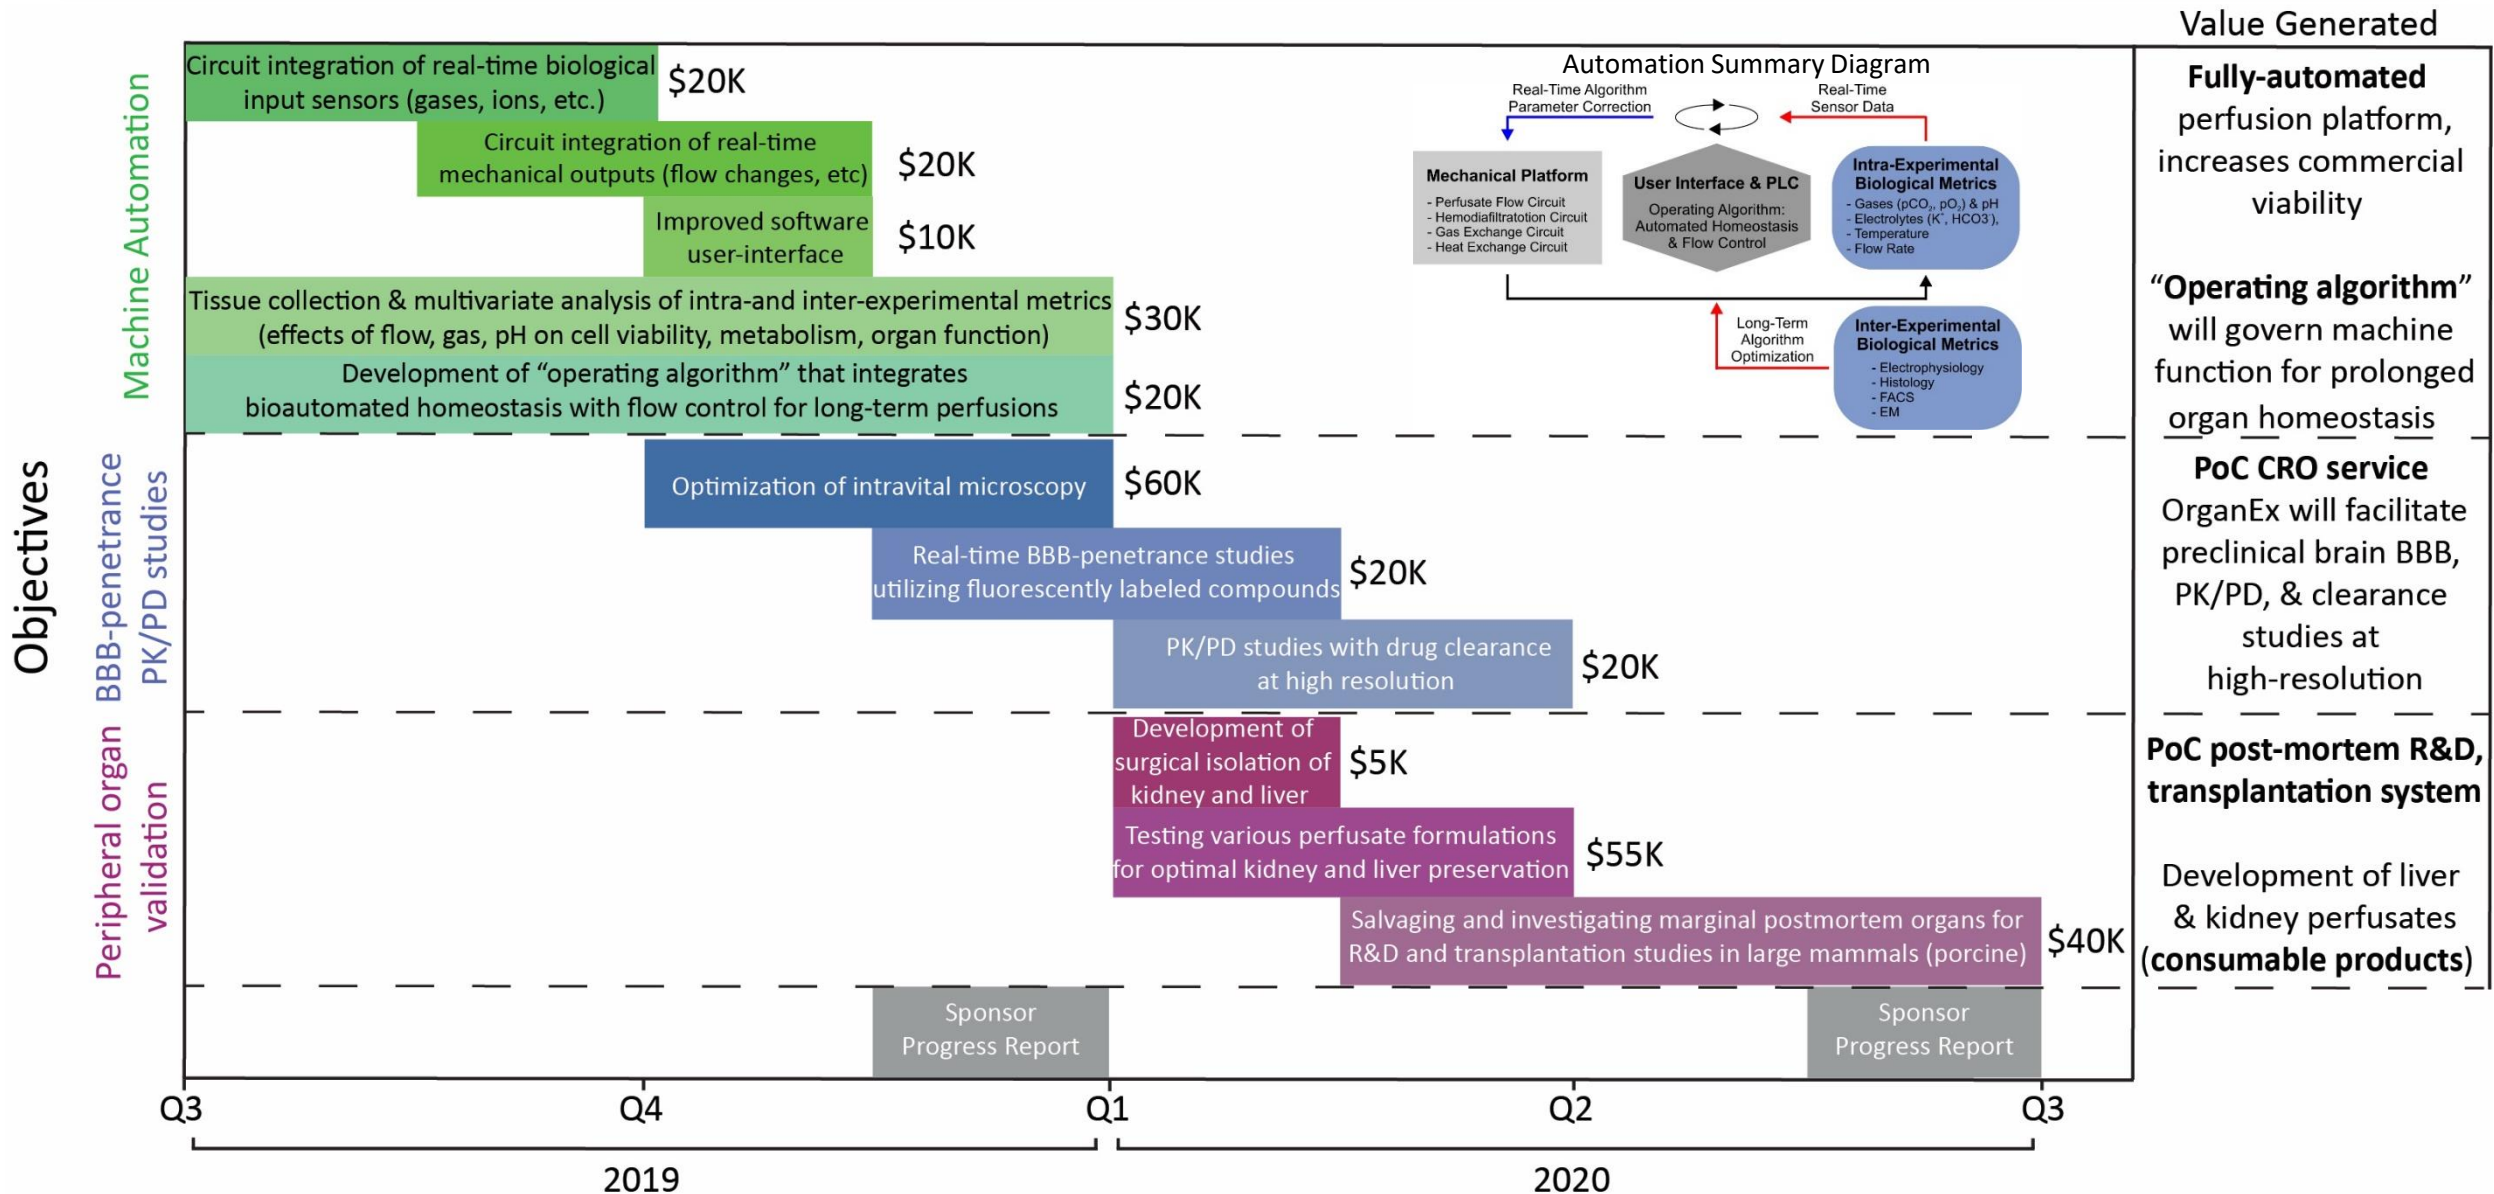 Value Generated
Objectives
Machine Automation
Circuit integration of real-time biological
input sensors (gases, ions, etc.)
$20K
Circuit integration of real-time
mechanical outputs (flow changes, etc)
$20K
Improved software
user-interface
$10K
Tissue collection & multivariate analysis of intra-and inter-experimental metrics
(effects of flow, gas, pH on cell viability, metabolism, organ function)
$30K
Development of “operating algorithm” that integrates
bioautomated homeostasis with flow control for long-term perfusions
$20K
Automation Summary Diagram
Real-Time Algorithm
Parameter Correction
Real-Time
Sensor Data
Mechanical Platform
- Perfusate Flow Circuit
- Hemodiafiltratotion Circuit
- Gas Exchange Circuit
- Heat Exchange Circuit
User Interface & PLC
Operating Algorithm:
Automated Homeostasis
& Flow Control
Intra-Experimental
Biological Metrics
- Gases (pCO₂, pO₂) & pH
- Electrolytes (K⁺, HCO3⁻),
- Temperature
- Flow Rate
Long-Term
Algorithm
Optimization
Inter-Experimental
Biological Metrics
- Electrophysiology
- Histology
- FACS
- EM
Fully-automated
perfusion platform,
increases commercial
viability
“Operating algorithm”
will govern machine
function for prolonged
organ homeostasis
BBB-penetrance
PK/PD studies
Optimization of intravital microscopy
$60K
Real-time BBB-penetrance studies
utilizing fluorescently labeled compounds
$20K
PK/PD studies with drug clearance
at high resolution
$20K
PoC CRO service
OrganEx will facilitate
preclinical brain BBB,
PK/PD, & clearance
studies at
high-resolution
Peripheral organ
validation
Development of
surgical isolation of
kidney and liver
$5K
Testing various perfusate formulations
for optimal kidney and liver preservation
$55K
Salvaging and investigating marginal postmortem organs for
R&D and transplantation studies in large mammals (porcine)
$40K
PoC post-mortem R&D,
transplantation system
Development of liver
& kidney perfusates
(consumable products)
Sponsor
Progress Report
Sponsor
Progress Report
Q3
Q4
Q1
Q2
Q3
2019
2020